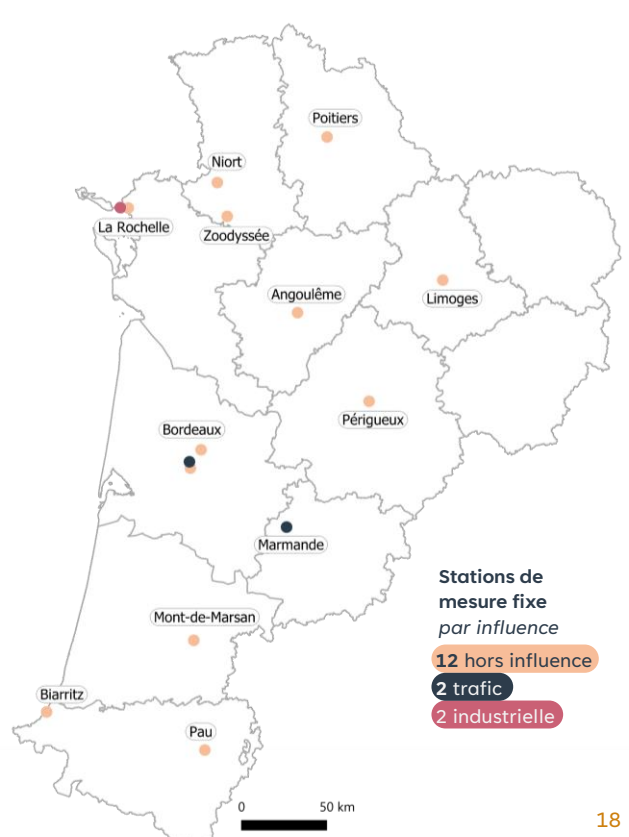 Poitiers
Niort
La Rochelle
Zoodyssée
Angoulême
Limoges
Périgueux
Bordeaux
Marmande
Stations de
mesure fixe
par influence
12 hors influence
2 trafic
2 industrielle
Mont-de-Marsan
Biarritz
Pau
0 50 km
18